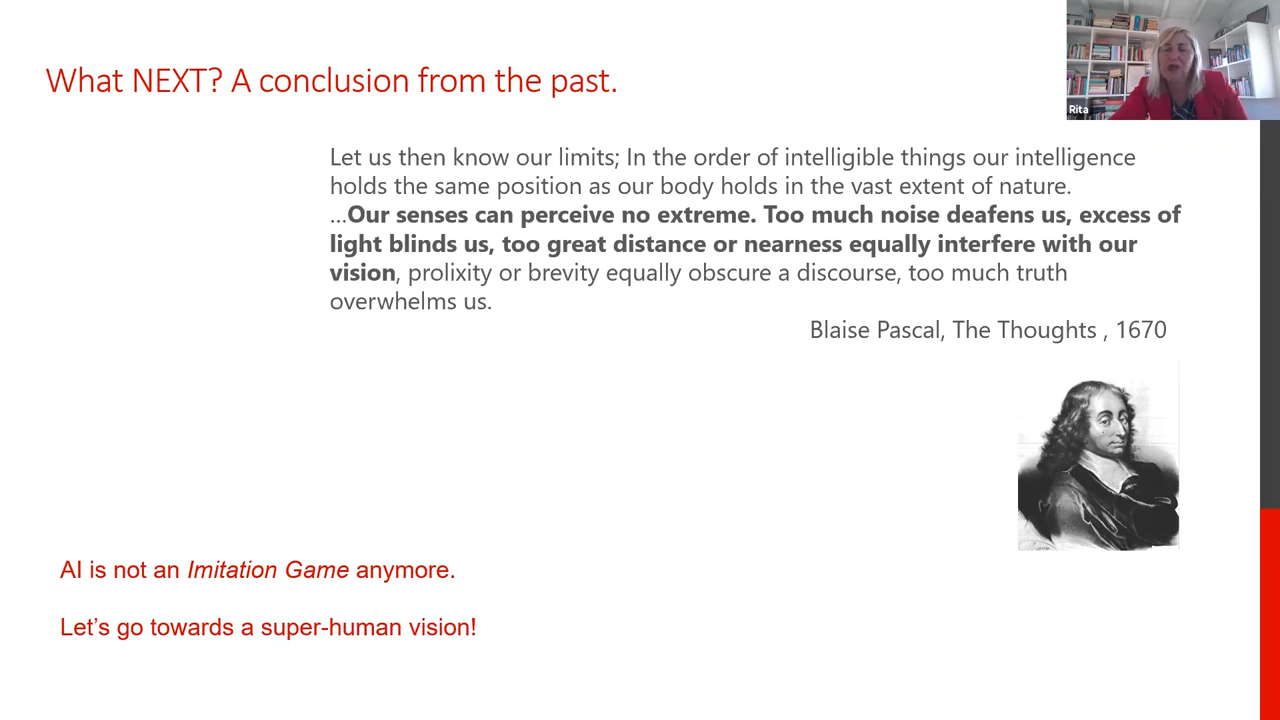 What NEXT? A conclusion from the past.
Rita
Let us then know our limits; In the order of intelligible things our intelligence
holds the same position as our body holds in the vast extent of nature.
...Our senses can perceive no extreme. Too much noise deafens us, excess of
light blinds us, too great distance or nearness equally interfere with our
vision, prolixity or brevity equally obscure a discourse, too much truth
overwhelms us.
Blaise Pascal, The Thoughts , 1670
AI is not an Imitation Game anymore.
Let’s go towards a super-human vision!